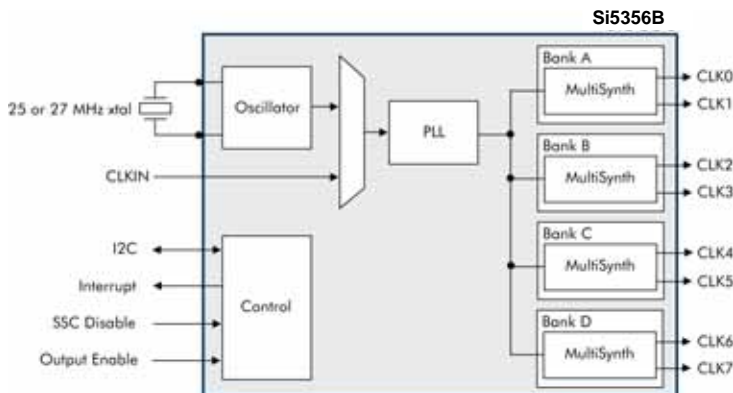 Si5356B
25 or 27 MHz xtal
Oscillator
PLL
CLKIN
I2C
Interrupt
SSC Disable
Output Enable
Control
Bank A
MultiSynth
CLK0
CLK1
Bank B
MultiSynth
CLK2
CLK3
Bank C
MultiSynth
CLK4
CLK5
Bank D
MultiSynth
CLK6
CLK7